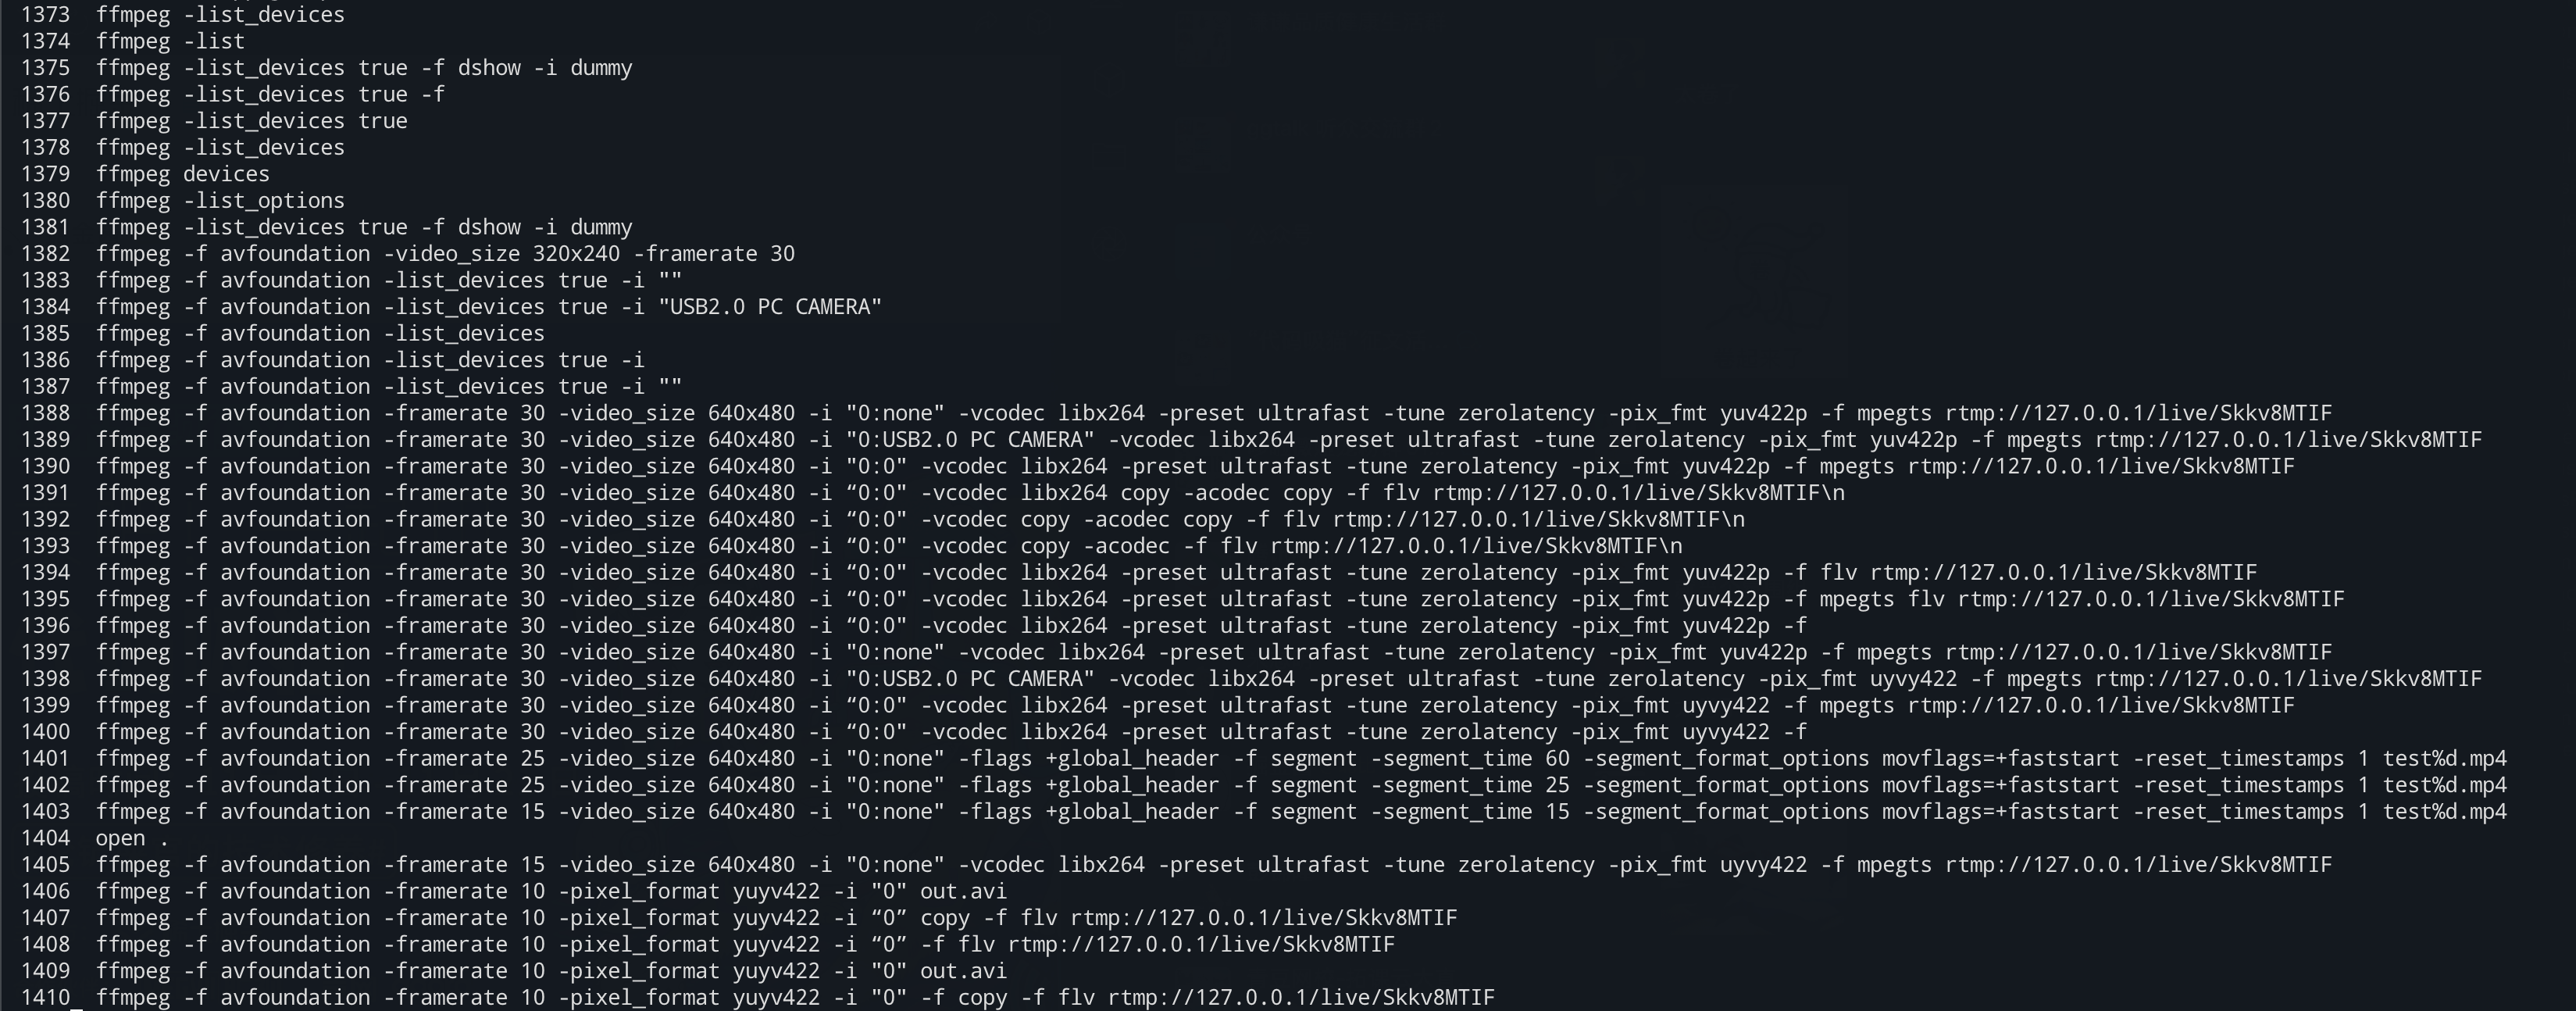 1373  ffmpeg -list_devices
1374  ffmpeg -list
1375  ffmpeg -list_devices true -f dshow -i dummy
1376  ffmpeg -list_devices true -f
1377  ffmpeg -list_devices true
1378  ffmpeg -list_devices
1379  ffmpeg devices
1380  ffmpeg -list_options
1381  ffmpeg -list_devices true -f dshow -i dummy
1382  ffmpeg -f avfoundation -video_size 320x240 -framerate 30
1383  ffmpeg -f avfoundation -list_devices true -i ""
1384  ffmpeg -f avfoundation -list_devices true -i "USB2.0 PC CAMERA"
1385  ffmpeg -f avfoundation -list_devices
1386  ffmpeg -f avfoundation -list_devices true -i
1387  ffmpeg -f avfoundation -list_devices true -i ""
1388  ffmpeg -f avfoundation -framerate 30 -video_size 640x480 -i "0:none" -vcodec libx264 -preset ultrafast -tune zerolatency -pix_fmt yuv422p -f mpegts rtmp://127.0.0.1/live/Skkv8MTIF
1389  ffmpeg -f avfoundation -framerate 30 -video_size 640x480 -i "0:USB2.0 PC CAMERA" -vcodec libx264 -preset ultrafast -tune zerolatency -pix_fmt yuv422p -f mpegts rtmp://127.0.0.1/live/Skkv8MTIF
1390  ffmpeg -f avfoundation -framerate 30 -video_size 640x480 -i "0:0" -vcodec libx264 -preset ultrafast -tune zerolatency -pix_fmt yuv422p -f mpegts rtmp://127.0.0.1/live/Skkv8MTIF
1391  ffmpeg -f avfoundation -framerate 30 -video_size 640x480 -i “0:0" -vcodec libx264 copy -acodec copy -f flv rtmp://127.0.0.1/live/Skkv8MTIF\n
1392  ffmpeg -f avfoundation -framerate 30 -video_size 640x480 -i “0:0" -vcodec copy -acodec copy -f flv rtmp://127.0.0.1/live/Skkv8MTIF\n
1393  ffmpeg -f avfoundation -framerate 30 -video_size 640x480 -i “0:0" -vcodec copy -acodec -f flv rtmp://127.0.0.1/live/Skkv8MTIF\n
1394  ffmpeg -f avfoundation -framerate 30 -video_size 640x480 -i “0:0" -vcodec libx264 -preset ultrafast -tune zerolatency -pix_fmt yuv422p -f flv rtmp://127.0.0.1/live/Skkv8MTIF
1395  ffmpeg -f avfoundation -framerate 30 -video_size 640x480 -i “0:0" -vcodec libx264 -preset ultrafast -tune zerolatency -pix_fmt yuv422p -f mpegts flv rtmp://127.0.0.1/live/Skkv8MTIF
1396  ffmpeg -f avfoundation -framerate 30 -video_size 640x480 -i “0:0" -vcodec libx264 -preset ultrafast -tune zerolatency -pix_fmt yuv422p -f
1397  ffmpeg -f avfoundation -framerate 30 -video_size 640x480 -i "0:none" -vcodec libx264 -preset ultrafast -tune zerolatency -pix_fmt yuv422p -f mpegts rtmp://127.0.0.1/live/Skkv8MTIF
1398  ffmpeg -f avfoundation -framerate 30 -video_size 640x480 -i "0:USB2.0 PC CAMERA" -vcodec libx264 -preset ultrafast -tune zerolatency -pix_fmt uyvy422 -f mpegts rtmp://127.0.0.1/live/Skkv8MTIF
1399  ffmpeg -f avfoundation -framerate 30 -video_size 640x480 -i “0:0" -vcodec libx264 -preset ultrafast -tune zerolatency -pix_fmt uyvy422 -f mpegts rtmp://127.0.0.1/live/Skkv8MTIF
1400  ffmpeg -f avfoundation -framerate 30 -video_size 640x480 -i “0:0" -vcodec libx264 -preset ultrafast -tune zerolatency -pix_fmt uyvy422 -f
1401  ffmpeg -f avfoundation -framerate 25 -video_size 640x480 -i "0:none" -flags +global_header -f segment -segment_time 60 -segment_format_options movflags=+faststart -reset_timestamps 1 test%d.mp4
1402  ffmpeg -f avfoundation -framerate 25 -video_size 640x480 -i "0:none" -flags +global_header -f segment -segment_time 25 -segment_format_options movflags=+faststart -reset_timestamps 1 test%d.mp4
1403  ffmpeg -f avfoundation -framerate 15 -video_size 640x480 -i "0:none" -flags +global_header -f segment -segment_time 15 -segment_format_options movflags=+faststart -reset_timestamps 1 test%d.mp4
1404  open .
1405  ffmpeg -f avfoundation -framerate 15 -video_size 640x480 -i "0:none" -vcodec libx264 -preset ultrafast -tune zerolatency -pix_fmt uyvy422 -f mpegts rtmp://127.0.0.1/live/Skkv8MTIF
1406  ffmpeg -f avfoundation -framerate 10 -pixel_format yuyv422 -i "0" out.avi
1407  ffmpeg -f avfoundation -framerate 10 -pixel_format yuyv422 -i “0” copy -f flv rtmp://127.0.0.1/live/Skkv8MTIF
1408  ffmpeg -f avfoundation -framerate 10 -pixel_format yuyv422 -i “0” -f flv rtmp://127.0.0.1/live/Skkv8MTIF
1409  ffmpeg -f avfoundation -framerate 10 -pixel_format yuyv422 -i "0" out.avi
1410  ffmpeg -f avfoundation -framerate 10 -pixel_format yuyv422 -i "0" -f copy -f flv rtmp://127.0.0.1/live/Skkv8MTIF